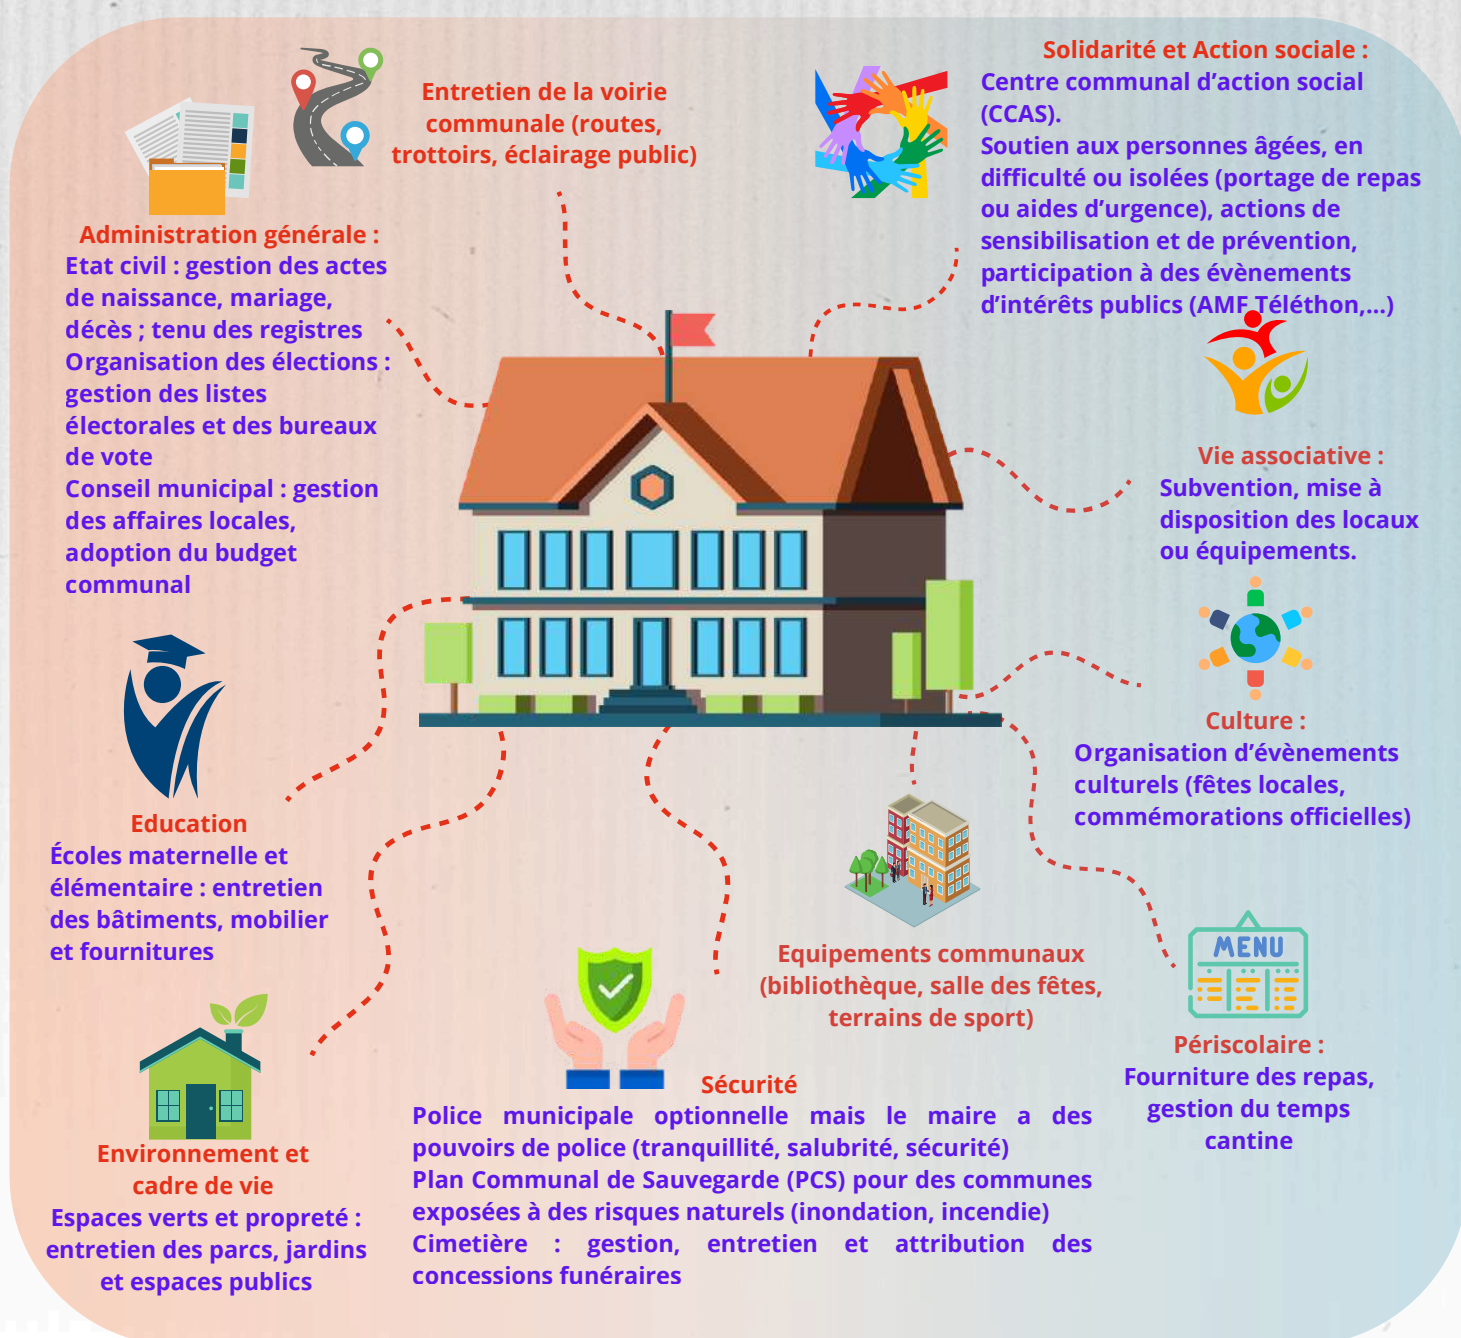 Entretien de la voirie
communale (routes,
trottoirs, éclairage public)
Solidarité et Action sociale :
Centre communal d'action social
(CCAS).
Soutien aux personnes âgées, en
difficulté ou isolées (portage de repas
ou aides d'urgence), actions de
sensibilisation et de prévention,
participation à des évènements
d'intérêts publics (AMF Téléthon,...)
Administration générale :
Etat civil : gestion des actes
de naissance, mariage,
décès ; tenu des registres
Organisation des élections :
gestion des listes
électorales et des bureaux
de vote
Conseil municipal : gestion
des affaires locales,
adoption du budget
communal
Vie associative :
Subvention, mise à
disposition des locaux
ou équipements.
Culture :
Organisation d'évènements
culturels (fêtes locales,
commémorations officielles)
Education
Écoles maternelle et
élémentaire : entretien
des bâtiments, mobilier
et fournitures
Equipements communaux
(bibliothèque, salle des fêtes,
terrains de sport)
MENU
Périscolaire :
Fourniture des repas,
gestion du temps
cantine
Environnement et
cadre de vie
Espaces verts et propreté :
entretien des parcs, jardins
et espaces publics
Sécurité
Police municipale optionnelle mais le maire a des
pouvoirs de police (tranquillité, salubrité, sécurité)
Plan Communal de Sauvegarde (PCS) pour des communes
exposées à des risques naturels (inondation, incendie)
Cimetière : gestion, entretien et attribution des
concessions funéraires